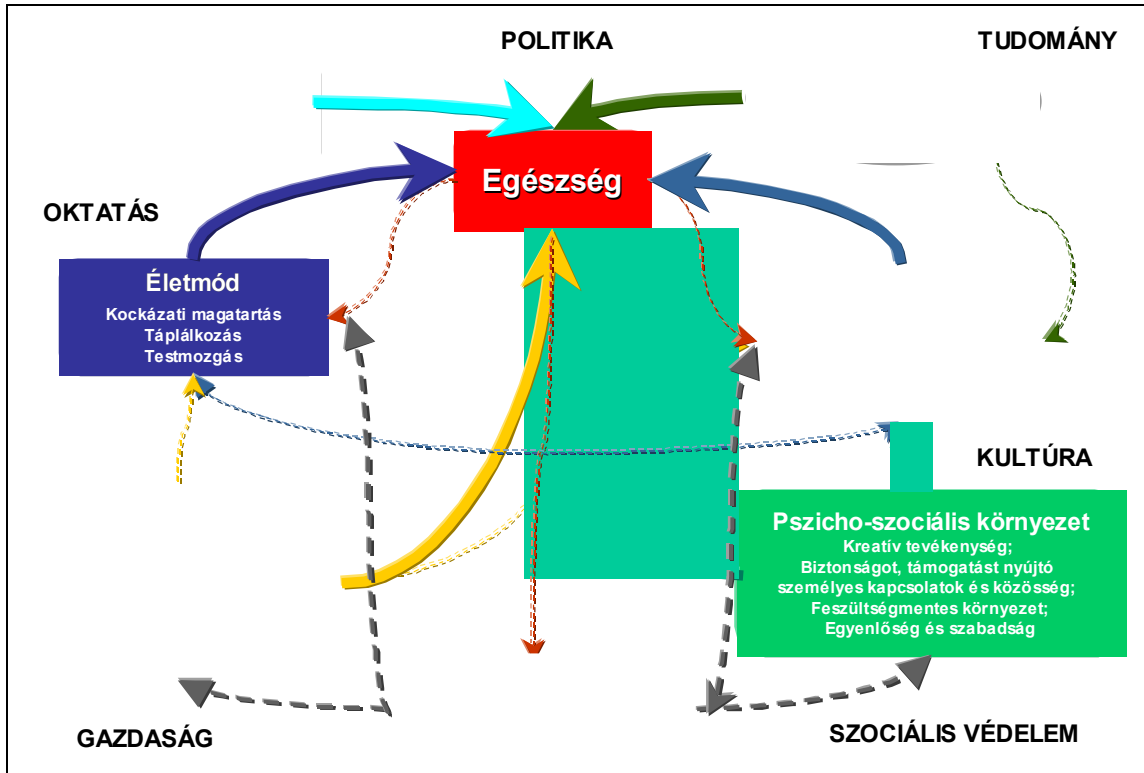 POLITIKA
TUDOMÁNY
Egészség
OKTATÁS
Életmód
Kockázati magatartás
Táplálkozás
Testmozgás
KULTÚRA
Pszicho-szociális környezet
Kreatív tevékenység;
Biztonságot, támogatást nyújtó
személyes kapcsolatok és közösség;
Feszültségmentes környezet;
Egyenlőség és szabadság
GAZDASÁG
SZOCIÁLIS VÉDELEM